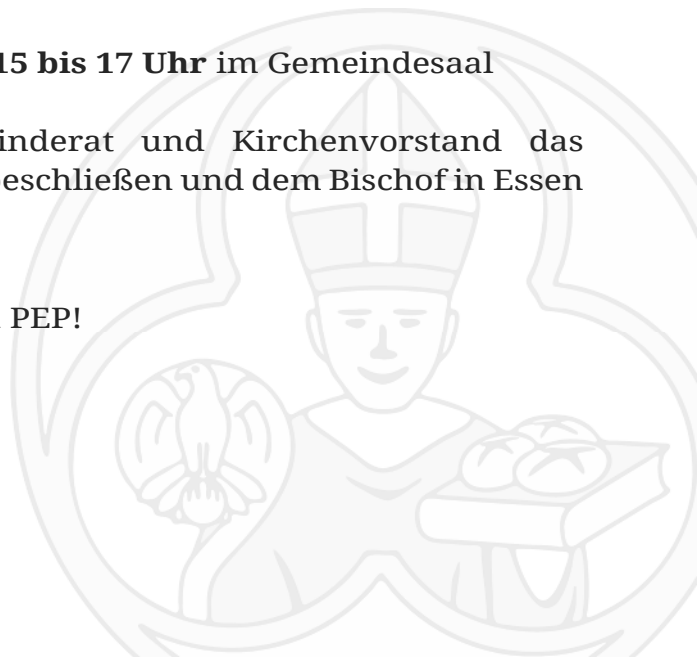 15 bis 17 Uhr im Gemeindesaal
inderat und Kirchenvorstand das
eschließen und dem Bischof in Essen
PEP!